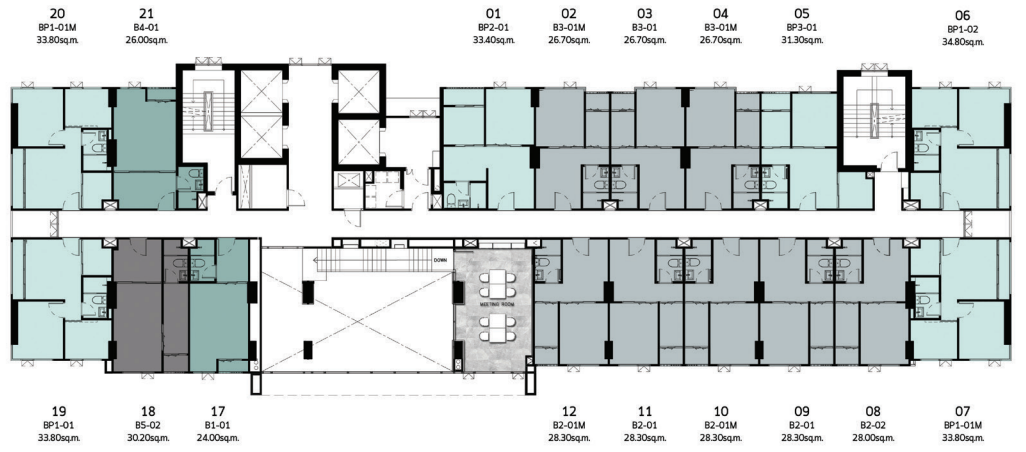 20
BP1-01M
33.80sq.m.
21
B4-01
26.00sq.m.
01
BP2-01
33.40sq.m.
02
B3-01M
26.70sq.m.
03
B3-01
26.70sq.m.
04
B3-01M
26.70sq.m.
05
BP3-01
31.30sq.m.
06
BP1-02
34.80sq.m.
DOWN
MEETING ROOM
19
BP1-01
33.80sq.m.
18
B5-02
30.20sq.m.
17
B1-01
24.00sq.m.
12
B2-01M
28.30sq.m.
11
B2-01
28.30sq.m.
10
B2-01M
28.30sq.m.
09
B2-01
28.30sq.m.
08
B2-02
28.00sq.m.
07
BP1-01M
33.80sq.m.